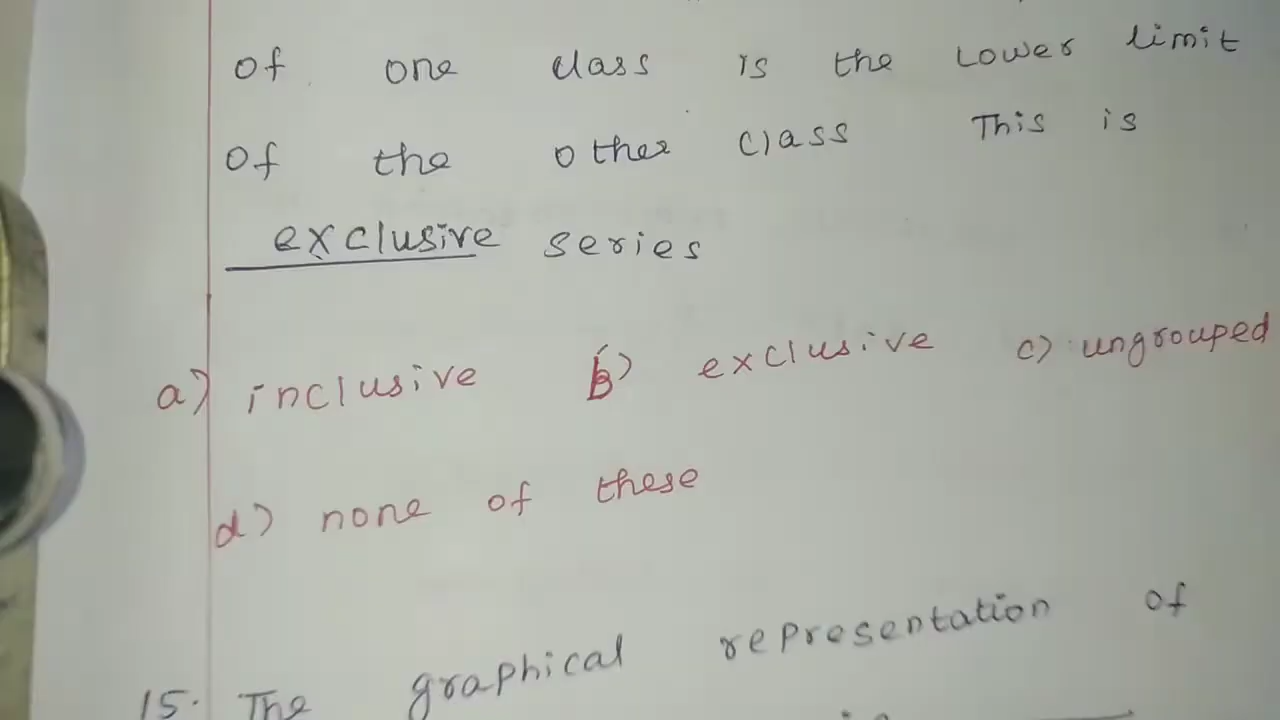 of one class is the Lower limit
of the other class This is
exclusive series
a) inclusive b) exclusive c) ungrouped
d) none of these
15. The graphical representation of